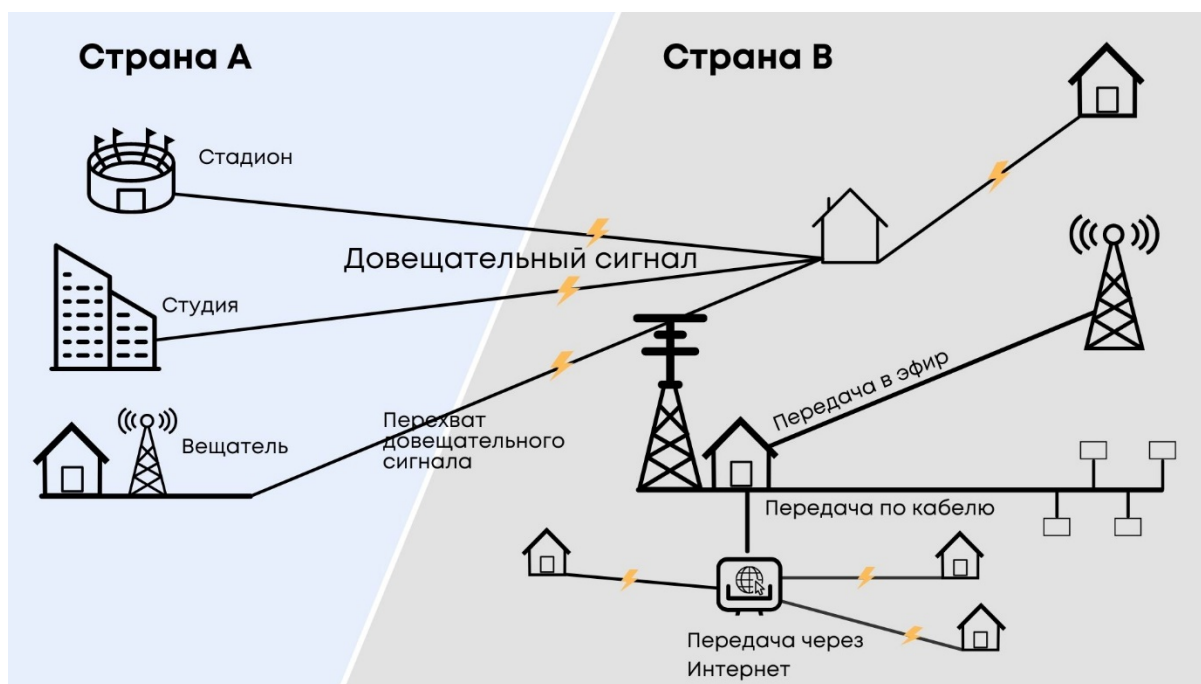 Страна А
Страна В
Стадион
Довещательный сигнал
Студия
Передача в эфир
Перехват
довещательного
сигнала
Вещатель
Передача по кабелю
Передача через
Интернет